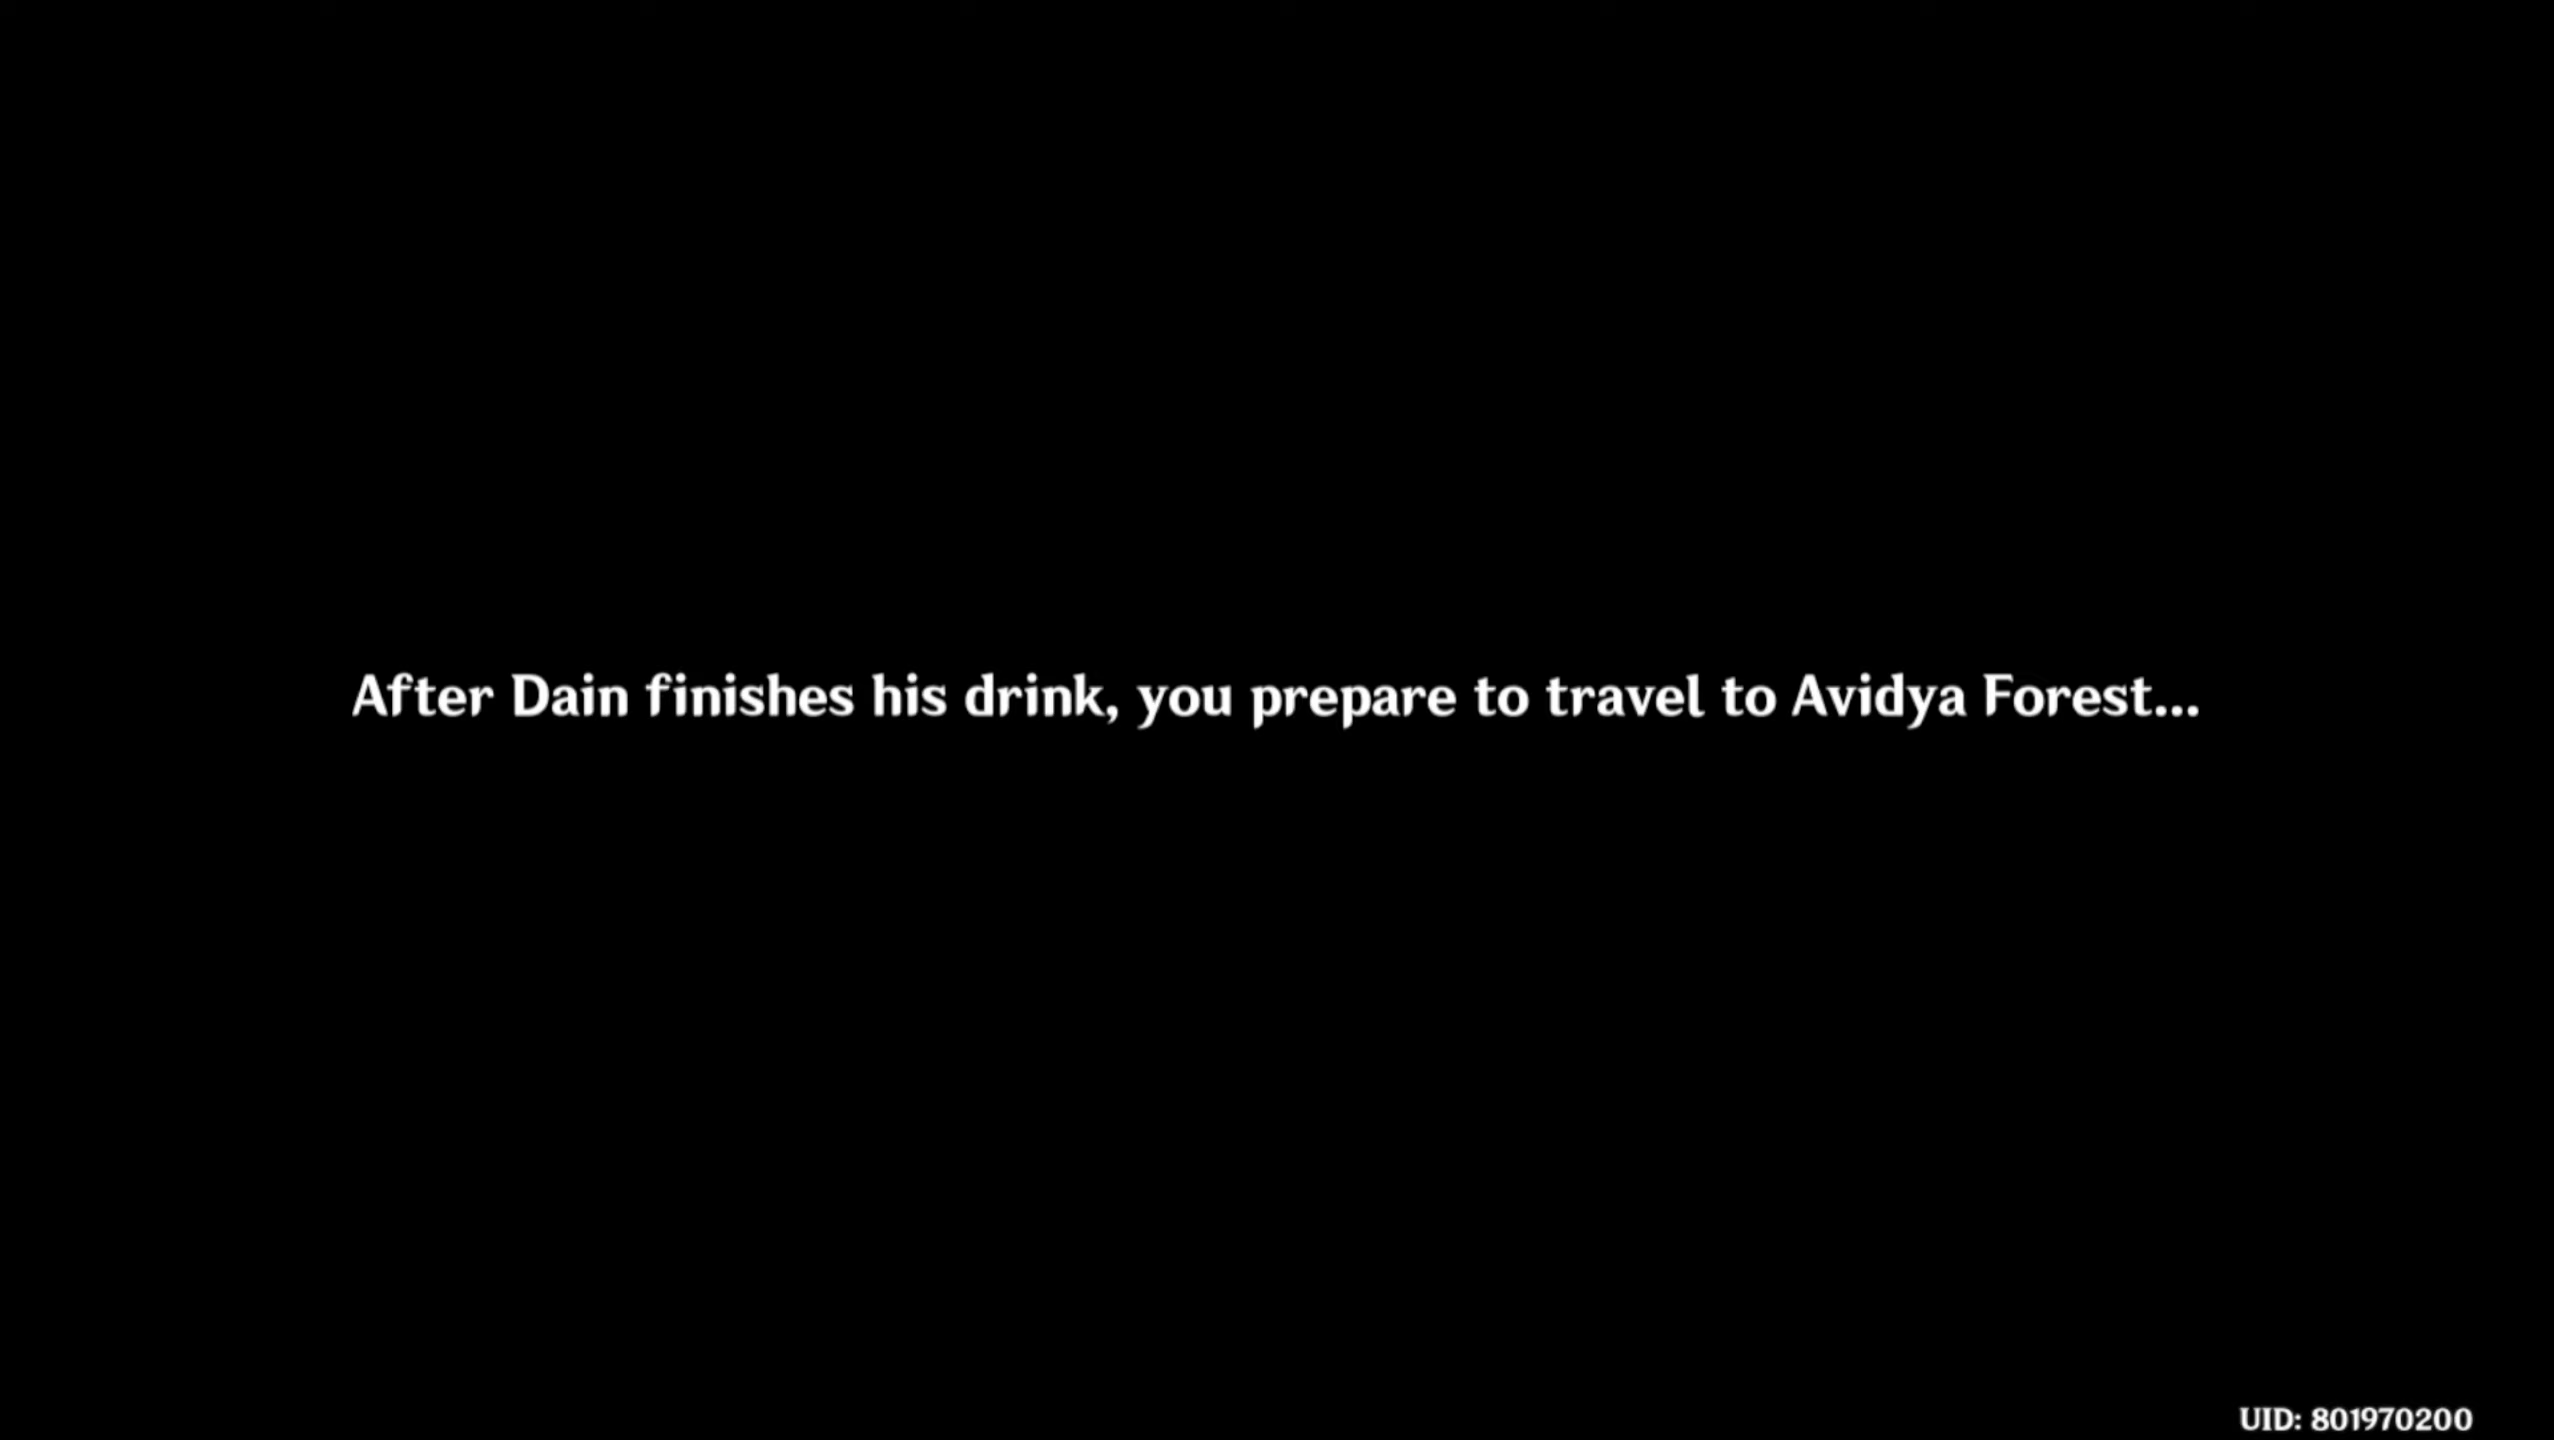 After Dain finishes his drink, you prepare to travel to Avidya Forest...
UID: 801970200